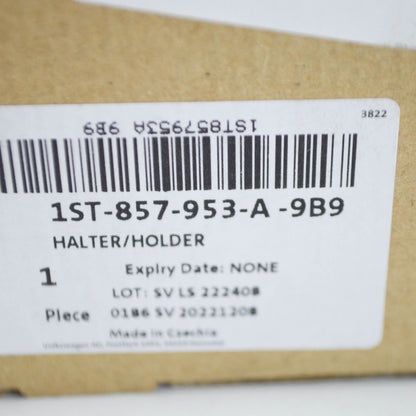 3822
1ST857953A 9B9
1ST-857-953-A -9B9
HALTER/HOLDER
1 Expiry Date: NONE
LOT: SV LS 222408
Piece 0186 SV 20221208
Made in Czechia